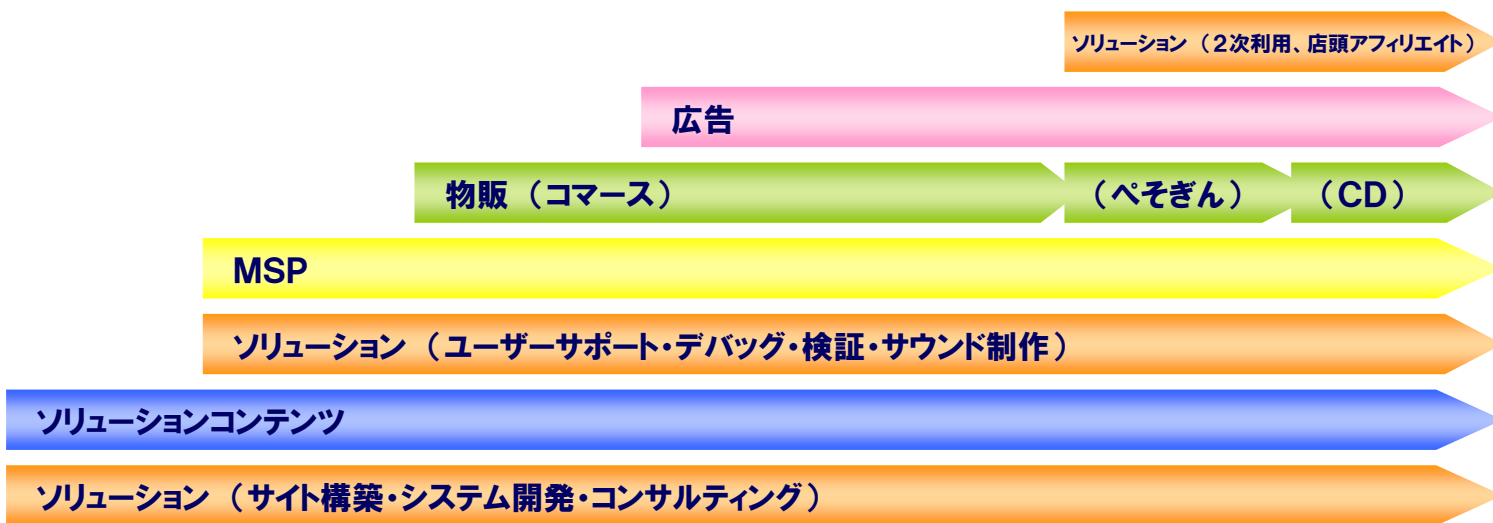 ソリューション（２次利用、店頭アフィリエイト）
広告
物販（コマース）
（ぺそぎん）
（CD）
MSP
ソリューション（ユーザーサポート・デバッグ・検証・サウンド制作）
ソリューションコンテンツ
ソリューション（サイト構築・システム開発・コンサルティング）